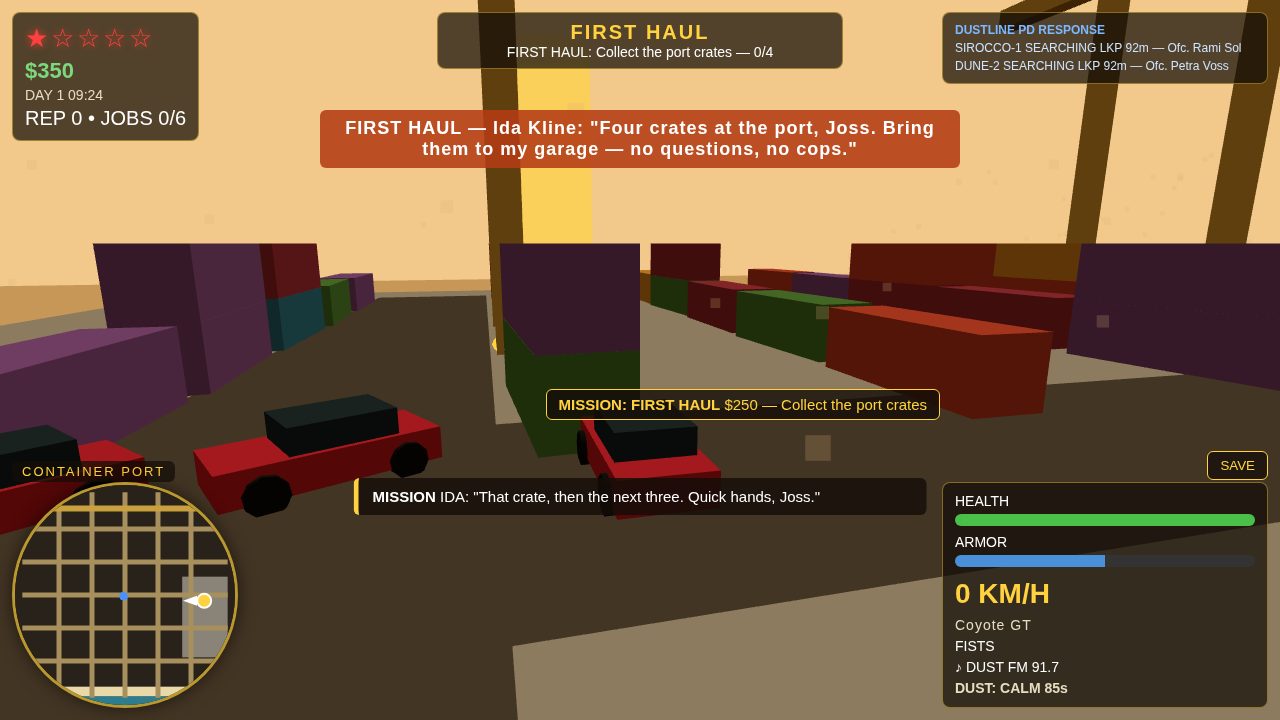 ★☆☆☆☆
$350
DAY 1 09:24
REP 0 • JOBS 0/6
FIRST HAUL
FIRST HAUL: Collect the port crates — 0/4
DUSTLINE PD RESPONSE
SIROCCO-1 SEARCHING LKP 92m — Ofc. Rami Sol
DUNE-2 SEARCHING LKP 92m — Ofc. Petra Voss
FIRST HAUL — Ida Kline: "Four crates at the port, Joss. Bring
them to my garage — no questions, no cops."
MISSION: FIRST HAUL $250 — Collect the port crates
MISSION IDA: "That crate, then the next three. Quick hands, Joss."
CONTAINER PORT
SAVE
HEALTH
ARMOR
0 KM/H
Coyote GT
FISTS
♪ DUST FM 91.7
DUST: CALM 85s